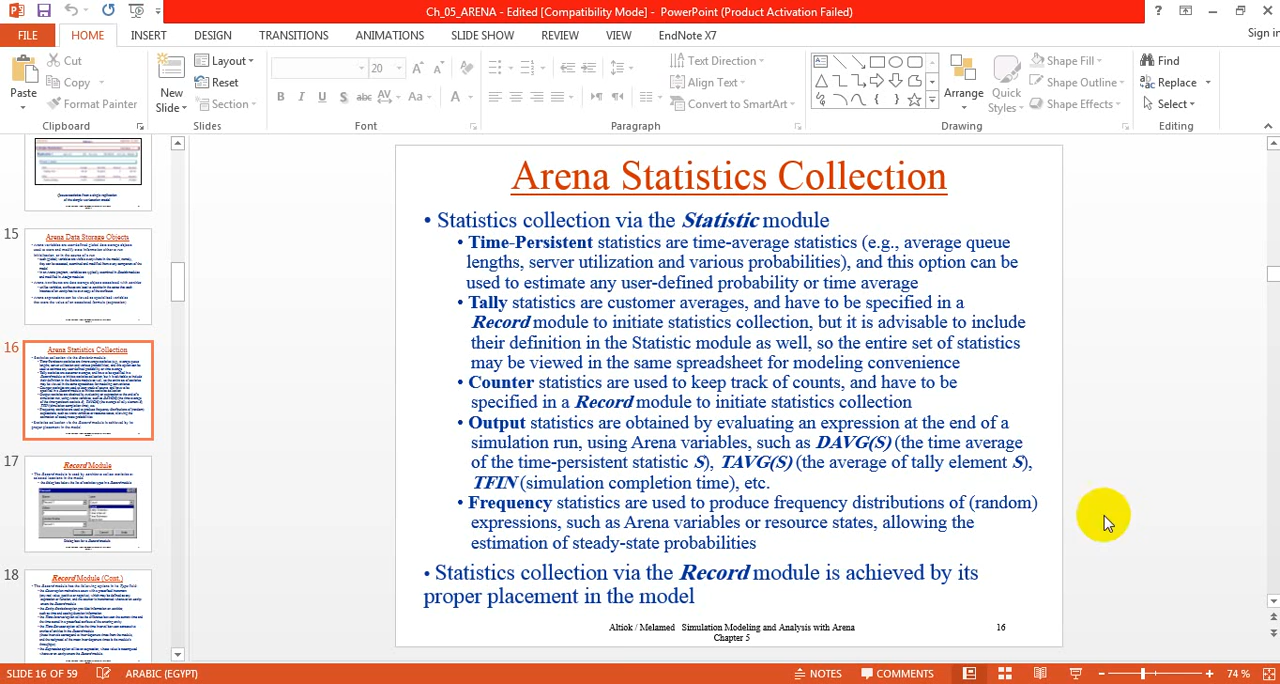 Ch_05_ARENA - Edited [Compatibility Mode] - PowerPoint (Product Activation Failed)
FILE HOME INSERT DESIGN TRANSITIONS ANIMATIONS SLIDE SHOW REVIEW VIEW EndNote X7 Sign in
Paste Cut Copy Format Painter
Clipboard
New Slide Layout Reset Section
Slides
20
B I U S abc AV Aa A
Font
Text Direction
Align Text
Convert to SmartArt
Paragraph
Arrange Quick Styles
Shape Fill
Shape Outline
Shape Effects
Drawing
Find
Replace
Select
Editing
15
Arena Data Storage Objects
16
Arena Statistics Collection
17
Record Module
18
Record Module (Cont.)
Arena Statistics Collection
• Statistics collection via the Statistic module
• Time-Persistent statistics are time-average statistics (e.g., average queue
lengths, server utilization and various probabilities), and this option can be
used to estimate any user-defined probability or time average
• Tally statistics are customer averages, and have to be specified in a
Record module to initiate statistics collection, but it is advisable to include
their definition in the Statistic module as well, so the entire set of statistics
may be viewed in the same spreadsheet for modeling convenience
• Counter statistics are used to keep track of counts, and have to be
specified in a Record module to initiate statistics collection
• Output statistics are obtained by evaluating an expression at the end of a
simulation run, using Arena variables, such as DAVG(S) (the time average
of the time-persistent statistic S), TAVG(S) (the average of tally element S),
TFIN (simulation completion time), etc.
• Frequency statistics are used to produce frequency distributions of (random)
expressions, such as Arena variables or resource states, allowing the
estimation of steady-state probabilities
• Statistics collection via the Record module is achieved by its
proper placement in the model
Altiok / Melamed Simulation Modeling and Analysis with Arena
Chapter 5
16
SLIDE 16 OF 59 ARABIC (EGYPT) NOTES COMMENTS 74 %